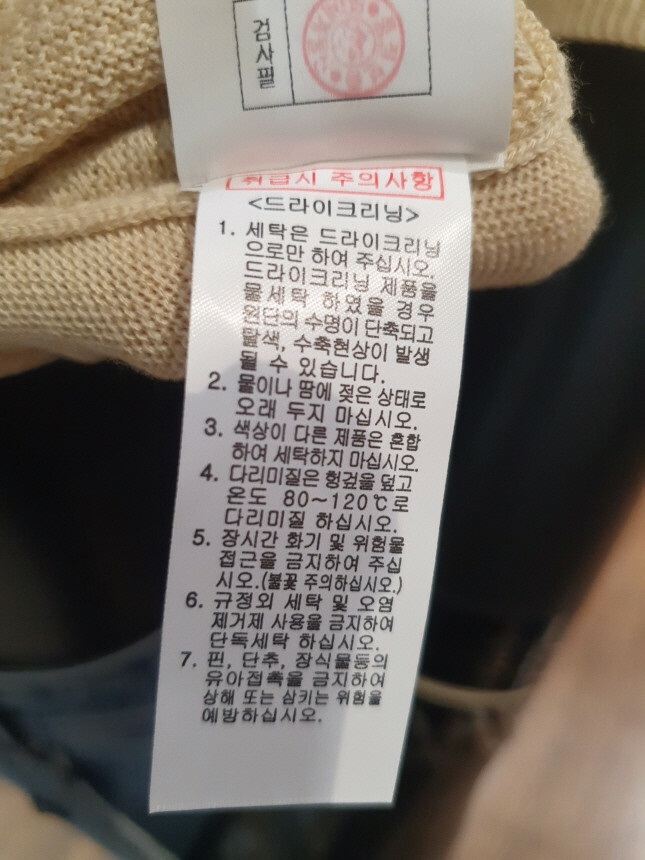 검사필
취급시 주의사항
<드라이크리닝>
1. 세탁은 드라이크리닝
으로만 하여 주십시오.
드라이크리닝 제품을
물세탁 하였을 경우
원단의 수명이 단축되고
탈색, 수축현상이 발생
될 수 있습니다.
2. 물이나 땀에 젖은 상태로
오래 두지 마십시오.
3. 색상이 다른 제품은 혼합
하여 세탁하지 마십시오.
4. 다리미질은 헝겊을 덮고
온도 80~120℃로
다리미질 하십시오.
5. 장시간 화기 및 위험물
접근을 금지하여 주십
시오.(불꽃 주의하십시오.)
6. 규정외 세탁 및 오염
제거제 사용을 금지하여
단독세탁 하십시오.
7. 핀, 단추, 장식물등의
유아접촉을 금지하여
상해 또는 삼키는 위험을
예방하십시오.